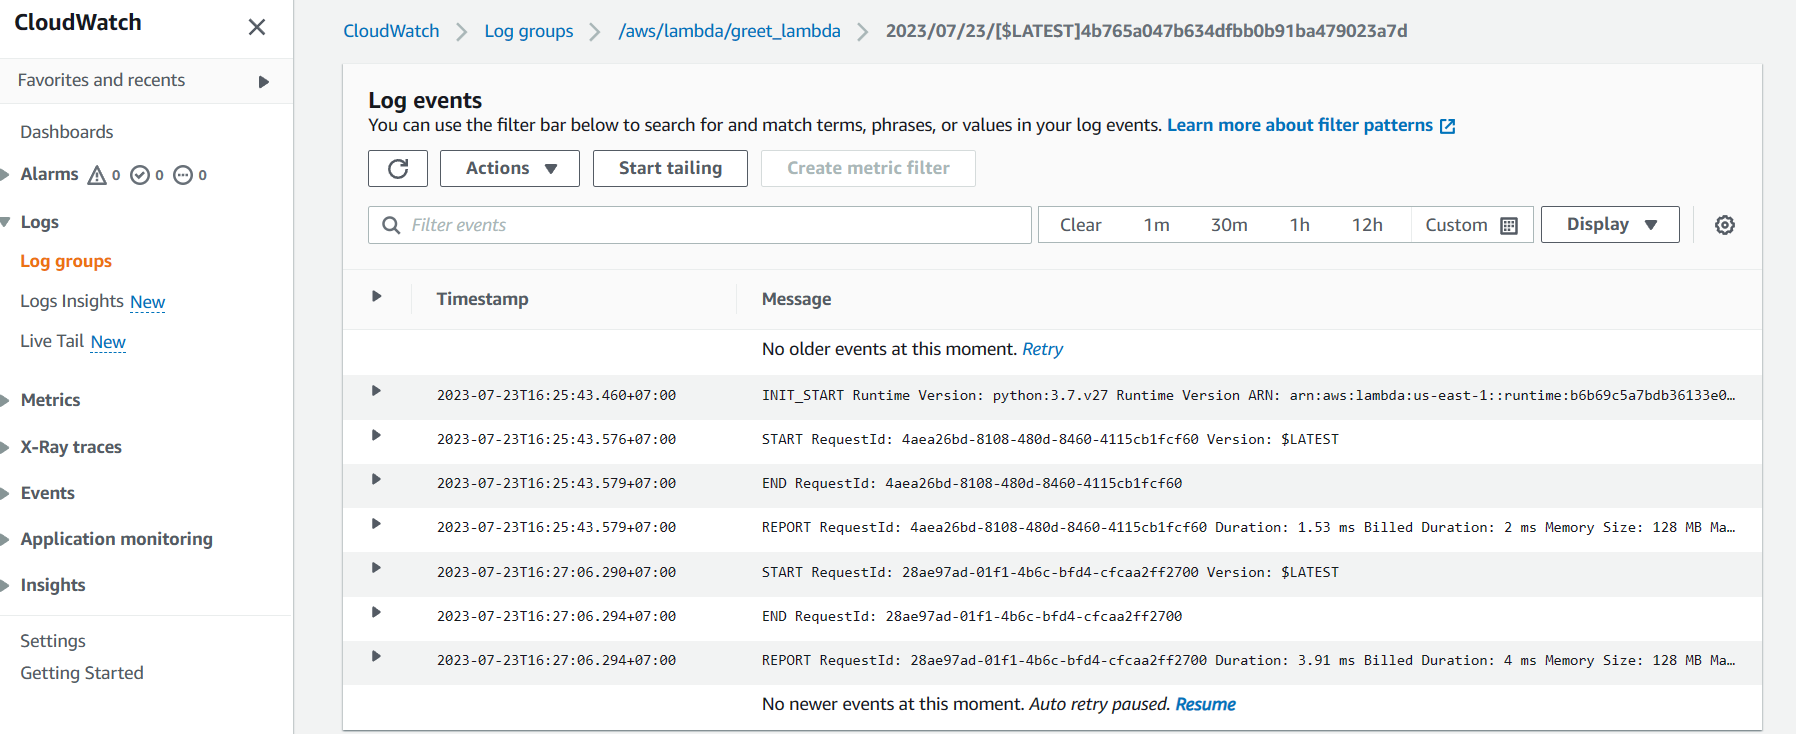 CloudWatch
Favorites and recents
Dashboards
Alarms 0 0 0
Logs
Log groups
Logs Insights New
Live Tail New
Metrics
X-Ray traces
Events
Application monitoring
Insights
Settings
Getting Started
CloudWatch Log groups /aws/lambda/greet_lambda 2023/07/23/[$LATEST]4b765a047b634dfbb0b91ba479023a7d
Log events
You can use the filter bar below to search for and match terms, phrases, or values in your log events. Learn more about filter patterns
Actions Start tailing Create metric filter
Filter events Clear 1m 30m 1h 12h Custom Display
Timestamp Message
No older events at this moment. Retry
2023-07-23T16:25:43.460+07:00 INIT_START Runtime Version: python:3.7.v27 Runtime Version ARN: arn:aws:lambda:us-east-1::runtime:b6b69c5a7bdb36133e0…
2023-07-23T16:25:43.576+07:00 START RequestId: 4aea26bd-8108-480d-8460-4115cb1fcf60 Version: $LATEST
2023-07-23T16:25:43.579+07:00 END RequestId: 4aea26bd-8108-480d-8460-4115cb1fcf60
2023-07-23T16:25:43.579+07:00 REPORT RequestId: 4aea26bd-8108-480d-8460-4115cb1fcf60 Duration: 1.53 ms Billed Duration: 2 ms Memory Size: 128 MB Ma…
2023-07-23T16:27:06.290+07:00 START RequestId: 28ae97ad-01f1-4b6c-bfd4-cfcaa2ff2700 Version: $LATEST
2023-07-23T16:27:06.294+07:00 END RequestId: 28ae97ad-01f1-4b6c-bfd4-cfcaa2ff2700
2023-07-23T16:27:06.294+07:00 REPORT RequestId: 28ae97ad-01f1-4b6c-bfd4-cfcaa2ff2700 Duration: 3.91 ms Billed Duration: 4 ms Memory Size: 128 MB Ma…
No newer events at this moment. Auto retry paused. Resume